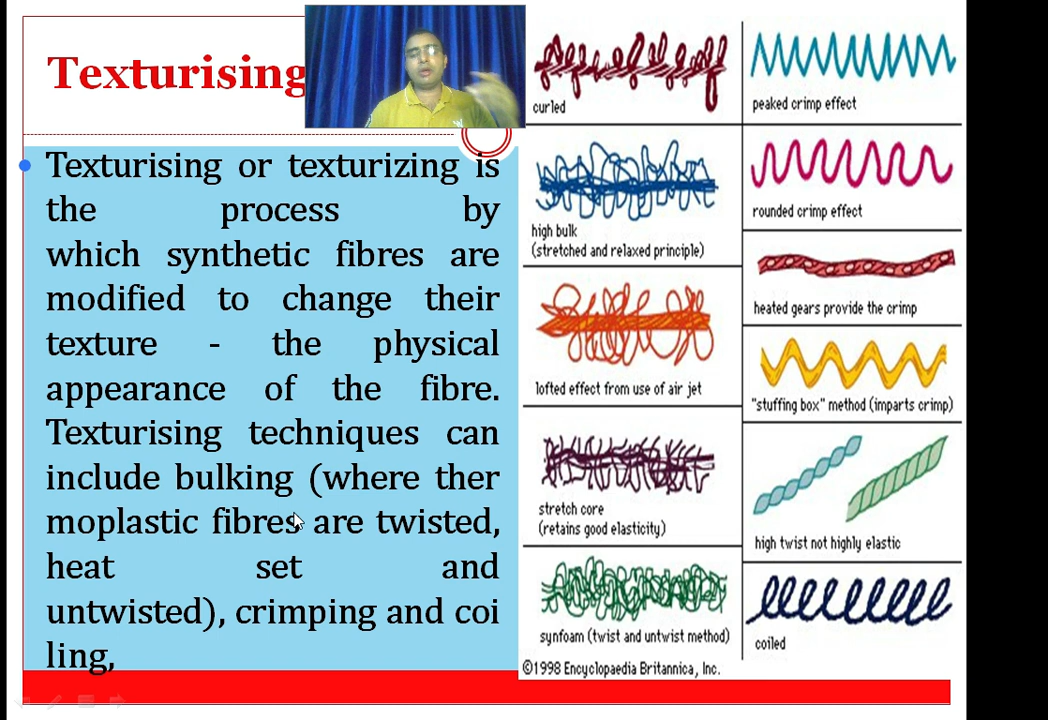 Texturising
Texturising or texturizing is
the process by
which synthetic fibres are
modified to change their
texture - the physical
appearance of the fibre.
Texturising techniques can
include bulking (where ther
moplastic fibres are twisted,
heat set and
untwisted), crimping and coi
ling,
curled
high bulk
(stretched and relaxed principle)
lofted effect from use of air jet
stretch core
(retains good elasticity)
synfoam (twist and untwist method)
peaked crimp effect
rounded crimp effect
heated gears provide the crimp
"stuffing box" method (imparts crimp)
high twist not highly elastic
coiled
©1998 Encyclopaedia Britannica, Inc.